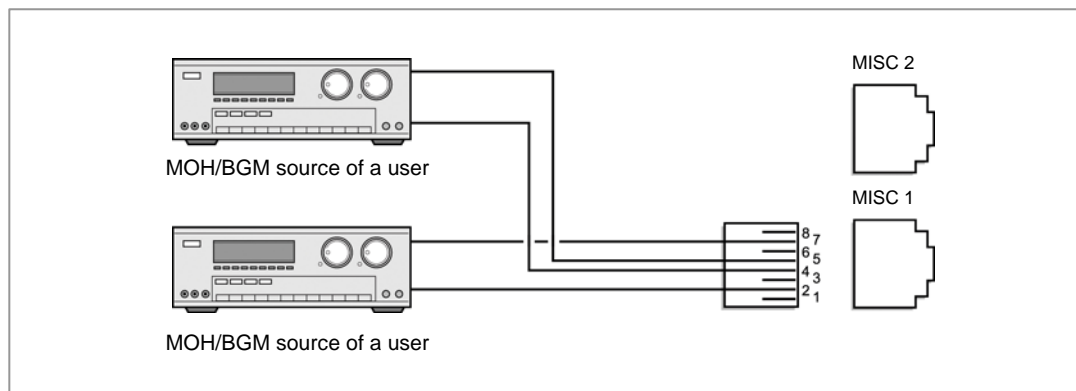 MISC 2
MOH/BGM source of a user
MISC 1
8
7
6
5
4
3
2
1
MOH/BGM source of a user